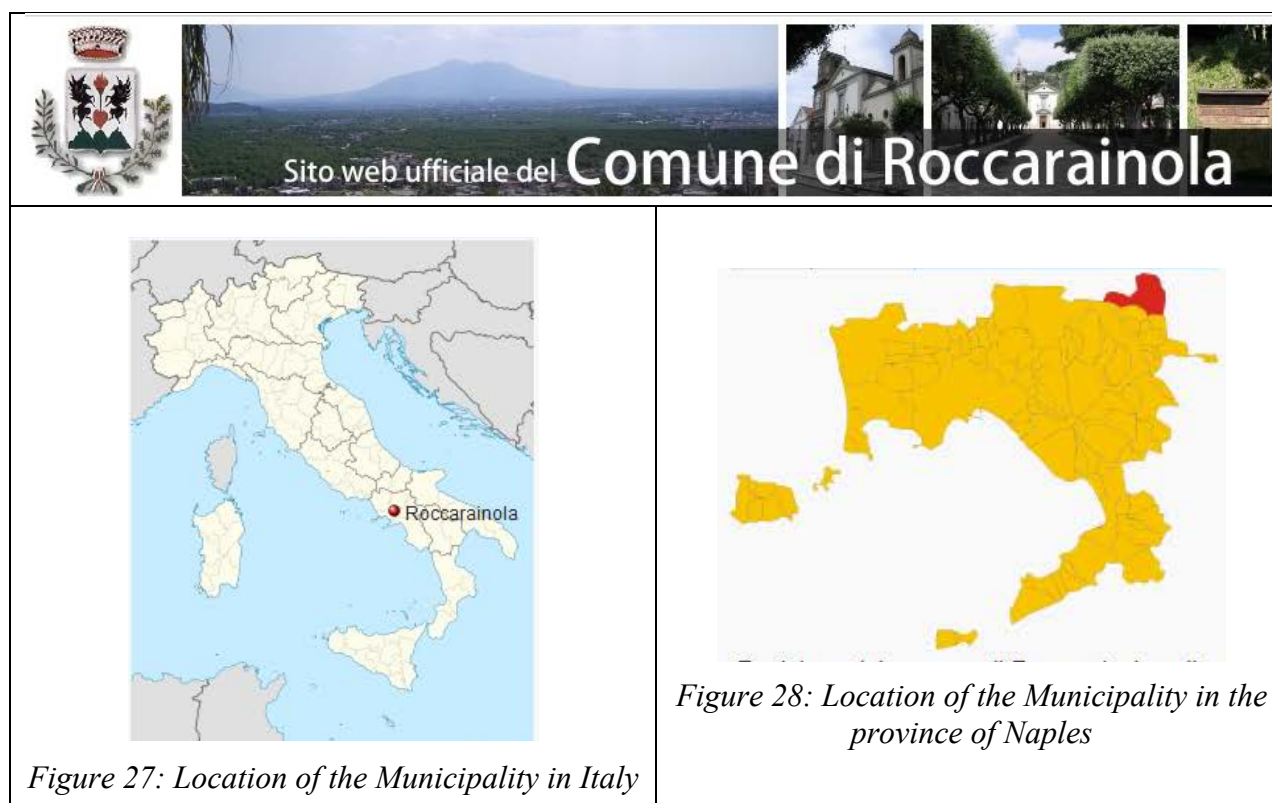 Sito web ufficiale del Comune di Roccarainola
Roccarainola
Figure 27: Location of the Municipality in Italy
Figure 28: Location of the Municipality in the
province of Naples